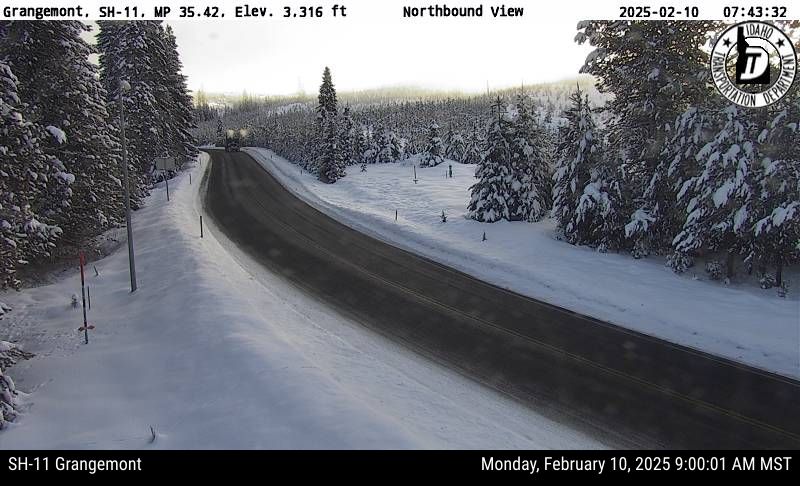 Grangemont, SH-11, MP 35.42, Elev. 3,316 ft Northbound View 2025-02-10 07:43:32
IDAHO
TRANSPORTATION DEPARTMENT
SH-11 Grangemont Monday, February 10, 2025 9:00:01 AM MST